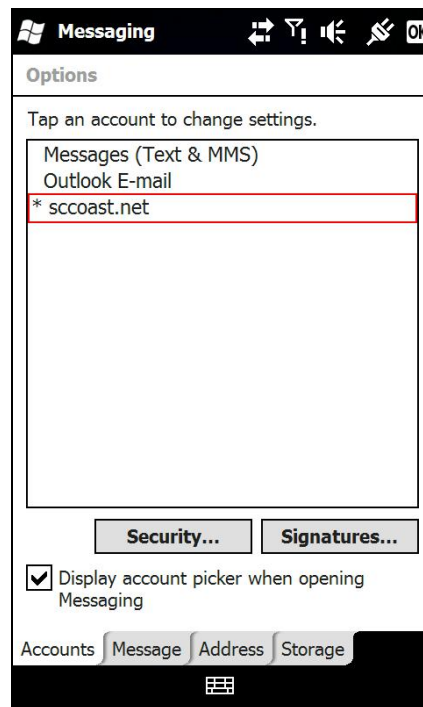 Messaging OK
Options
Tap an account to change settings.
Messages (Text & MMS)
Outlook E-mail
* sccoast.net
Security... Signatures...
Display account picker when opening
Messaging
Accounts Message Address Storage